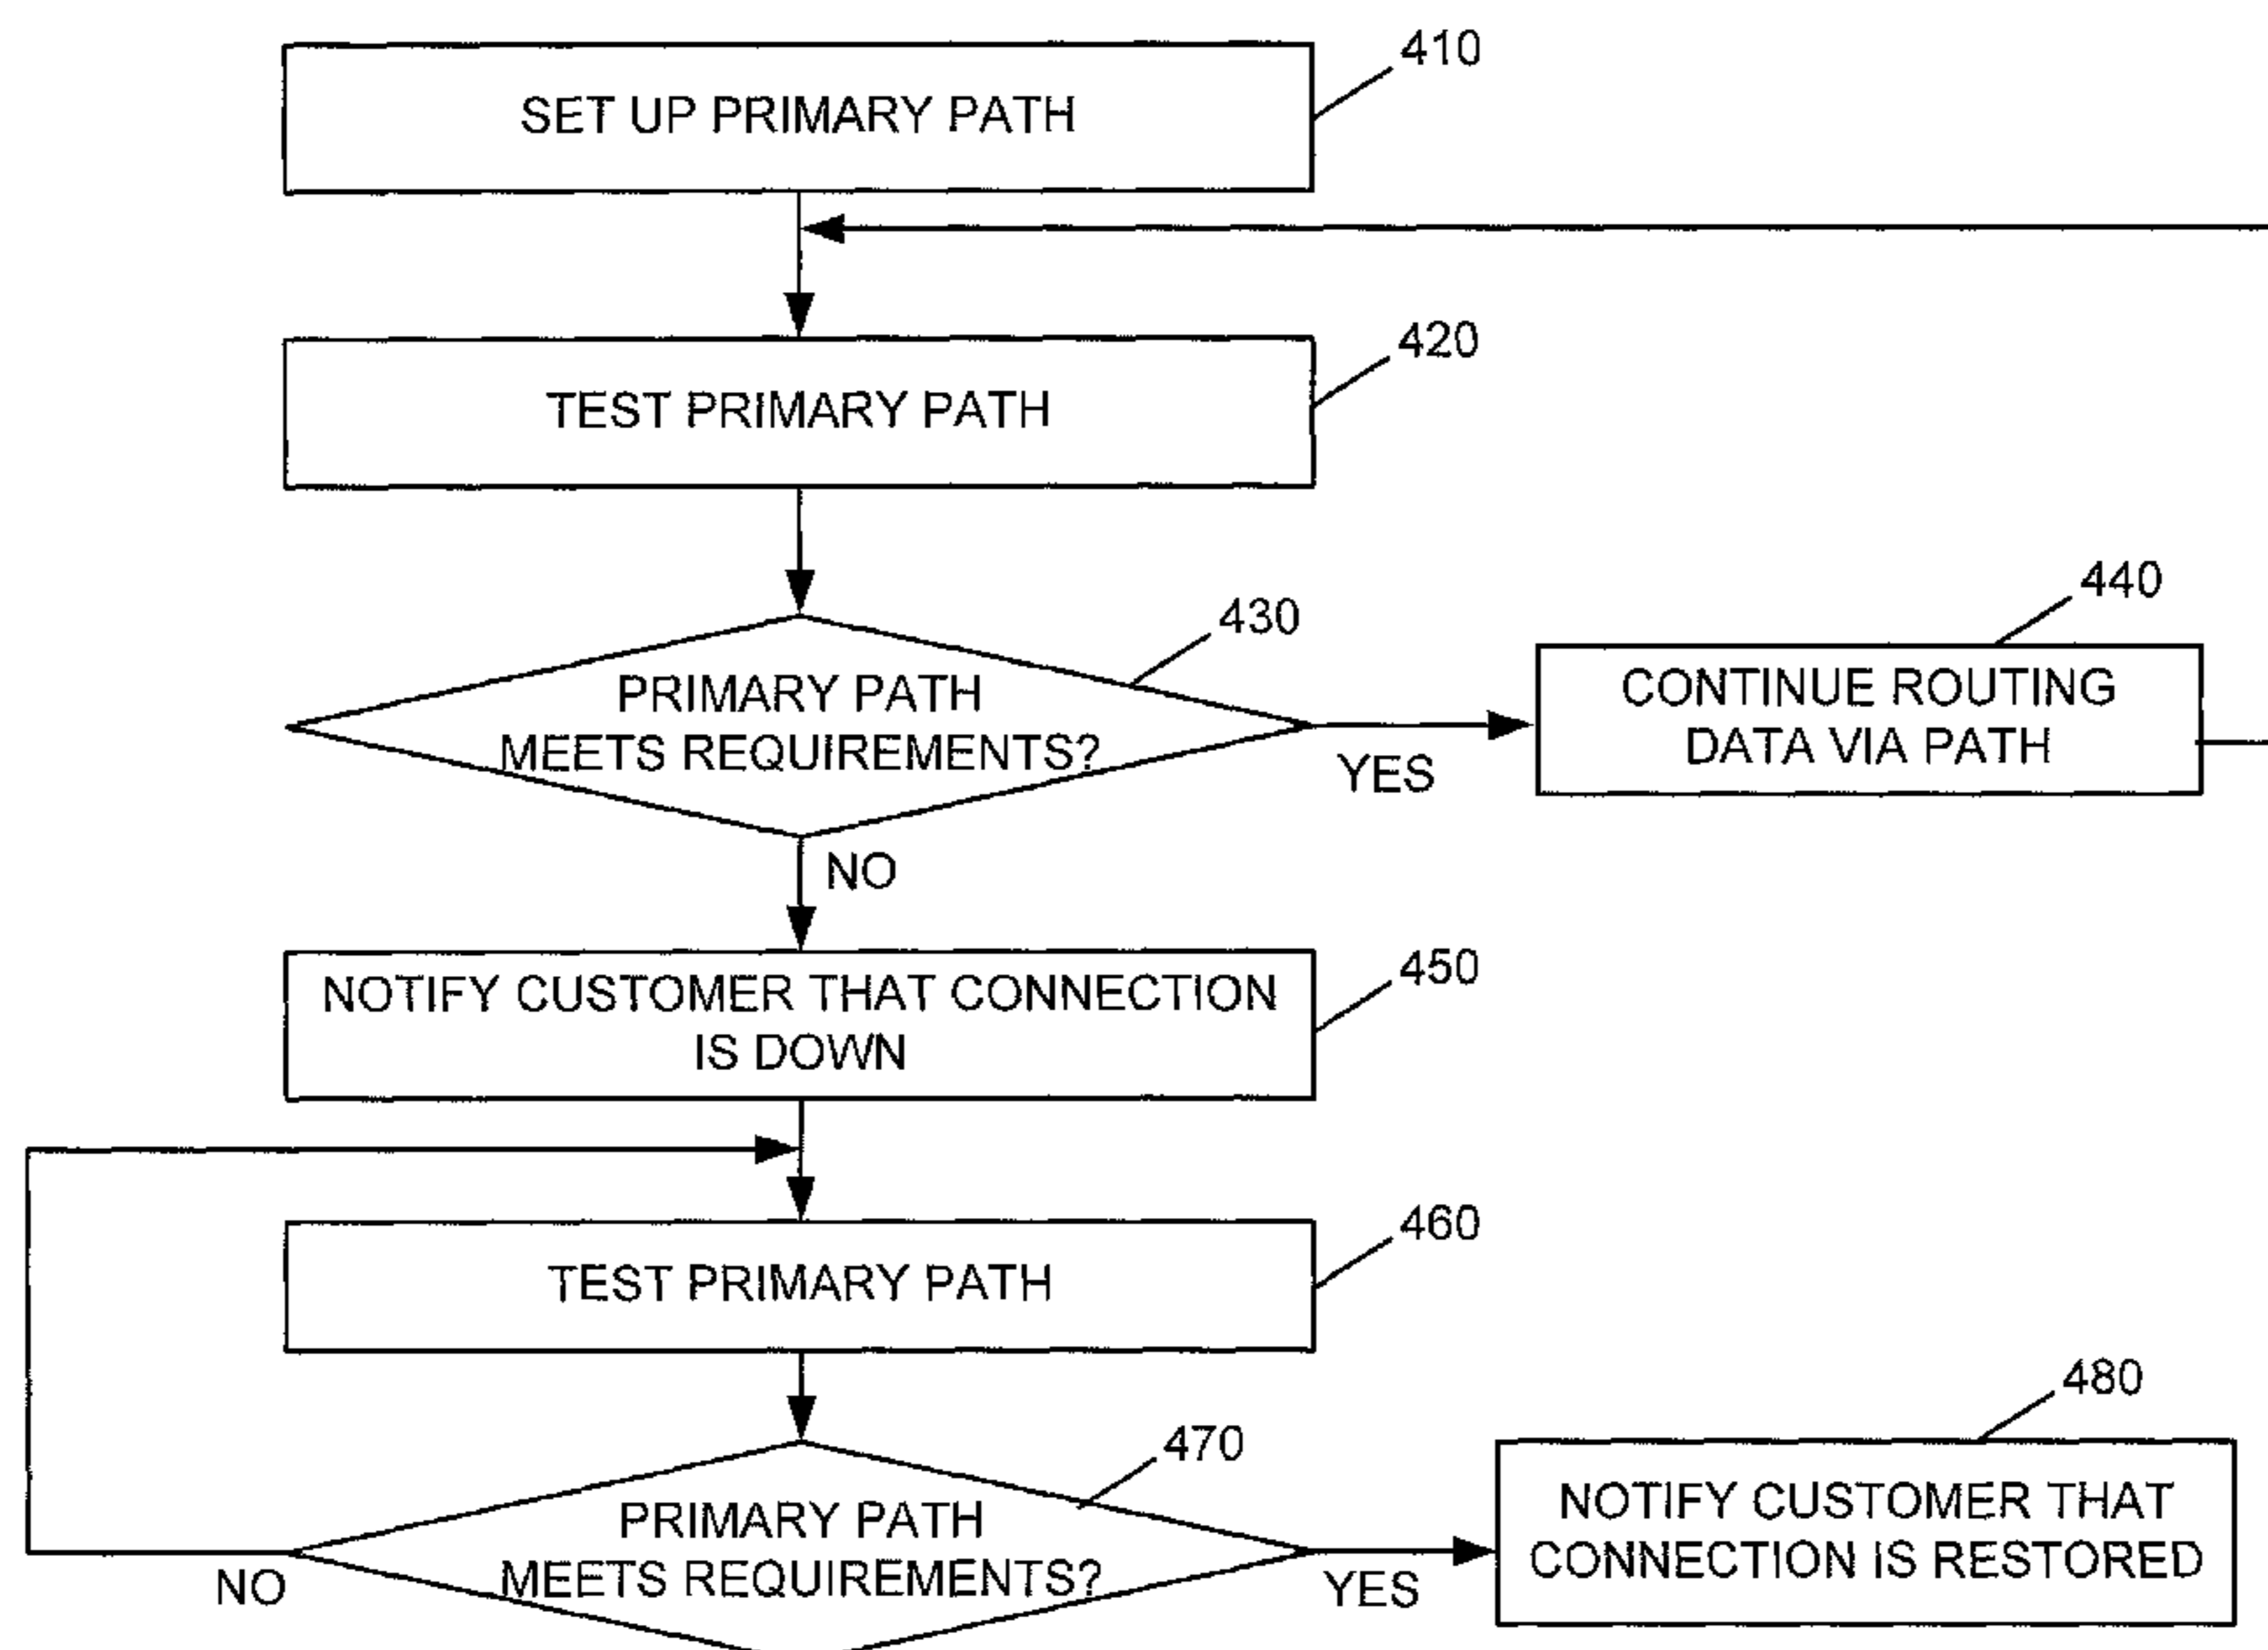 410
SET UP PRIMARY PATH
420
TEST PRIMARY PATH
430
PRIMARY PATH
MEETS REQUIREMENTS?
YES
440
CONTINUE ROUTING
DATA VIA PATH
NO
450
NOTIFY CUSTOMER THAT CONNECTION
IS DOWN
460
TEST PRIMARY PATH
470
PRIMARY PATH
MEETS REQUIREMENTS?
NO
YES
480
NOTIFY CUSTOMER THAT
CONNECTION IS RESTORED